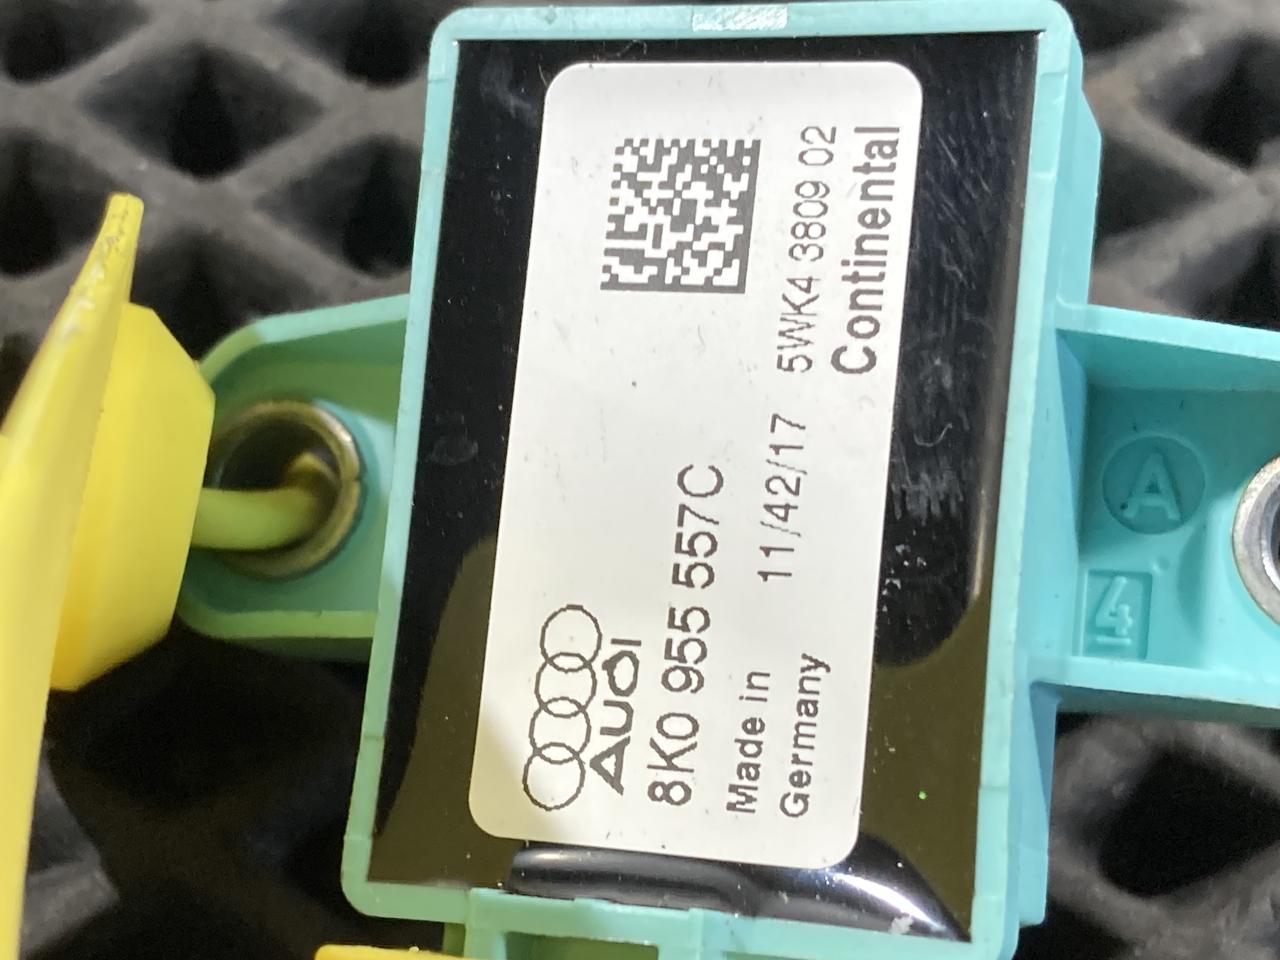 AUDI
8K0 955 557C
Made in
Germany
11/42/17
5WK4 3809 02
Continental
A
4